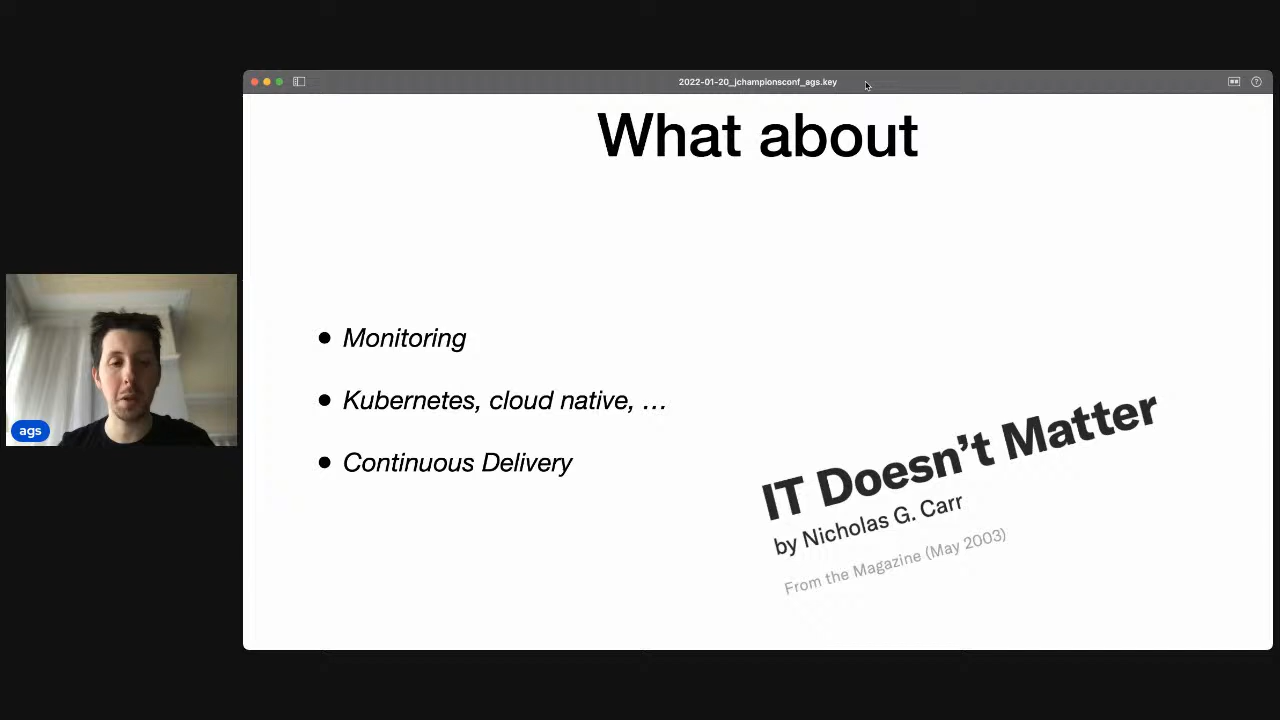 2022-01-20_jchampionsconf_ags.key
What about
• Monitoring
• Kubernetes, cloud native, …
• Continuous Delivery
IT Doesn't Matter
by Nicholas G. Carr
From the Magazine (May 2003)
ags